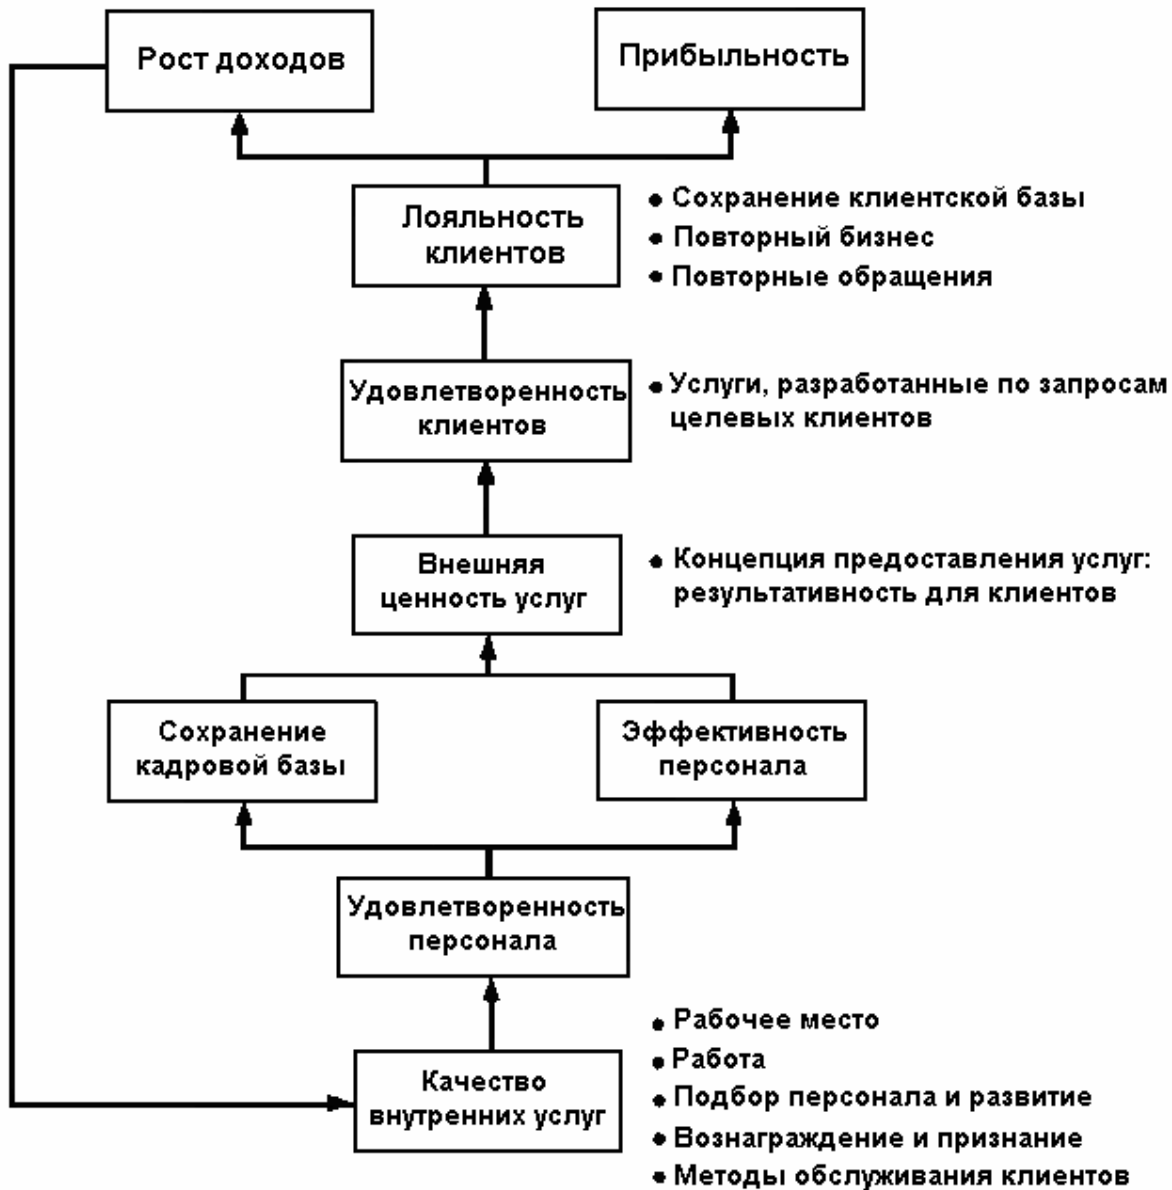 Рост доходов
Прибыльность
Лояльность
клиентов
• Сохранение клиентской базы
• Повторный бизнес
• Повторные обращения
Удовлетворенность
клиентов
• Услуги, разработанные по запросам
целевых клиентов
Внешняя
ценность услуг
• Концепция предоставления услуг:
результативность для клиентов
Сохранение
кадровой базы
Эффективность
персонала
Удовлетворенность
персонала
Качество
внутренних услуг
• Рабочее место
• Работа
• Подбор персонала и развитие
• Вознаграждение и признание
• Методы обслуживания клиентов